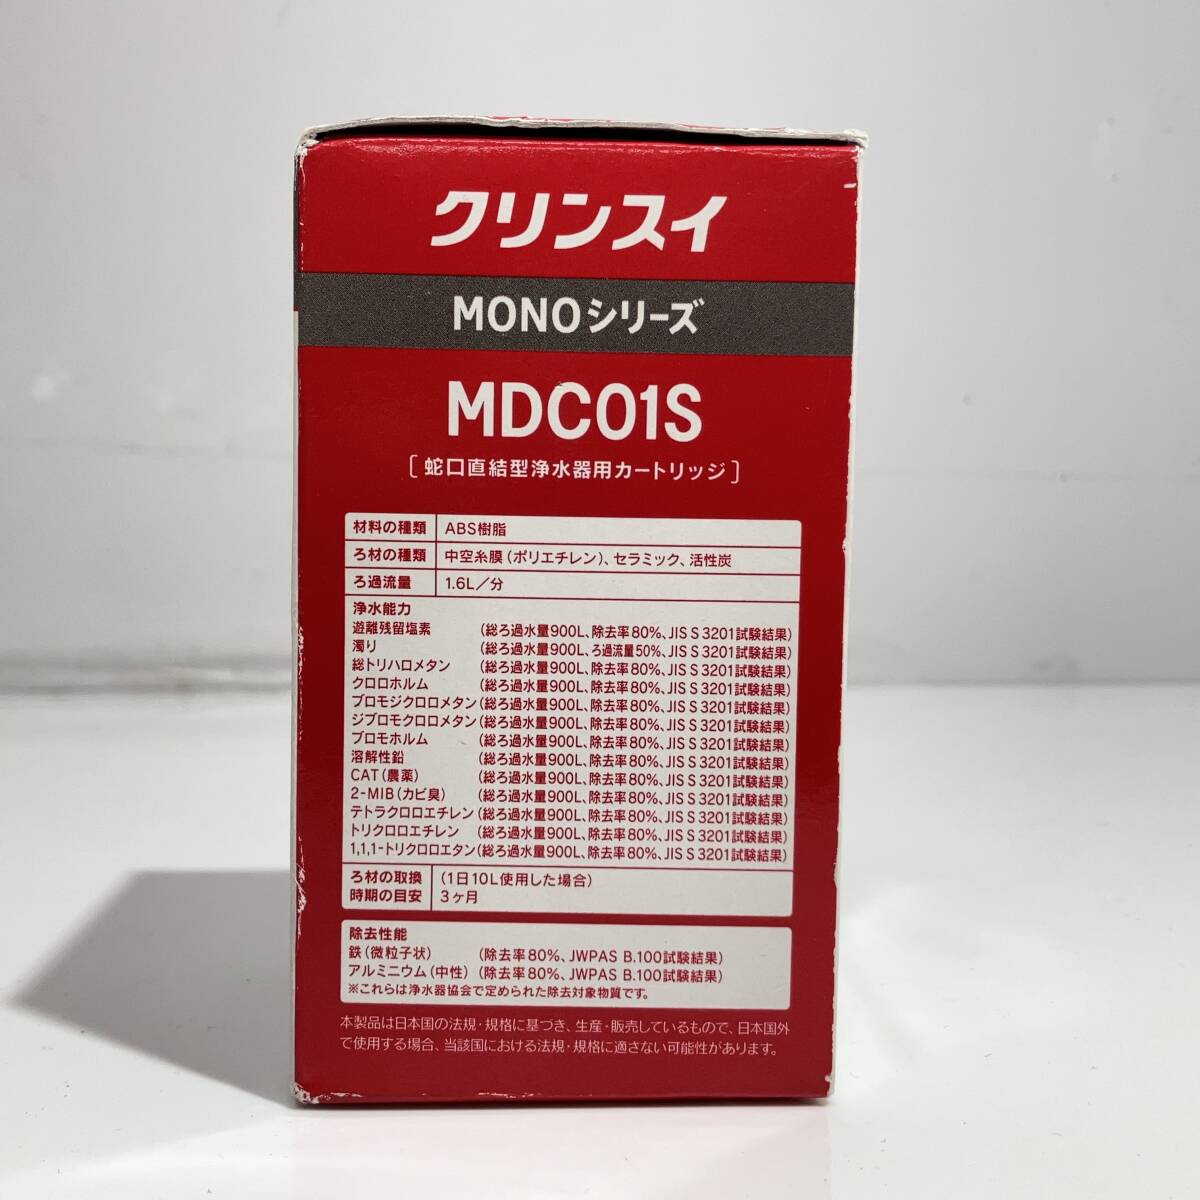 クリンスイ
MONOシリーズ
MDC01S
[蛇口直結型浄水器用カートリッジ]
材料の種類 ABS樹脂
ろ材の種類 中空糸膜(ポリエチレン)、セラミック、活性炭
ろ過流量 1.6L／分
浄水能力
遊離残留塩素 (総ろ過水量900L、除去率80%、JIS S 3201試験結果)
濁り (総ろ過水量900L、ろ過流量50%、JIS S 3201試験結果)
総トリハロメタン (総ろ過水量900L、除去率80%、JIS S 3201試験結果)
クロロホルム (総ろ過水量900L、除去率80%、JIS S 3201試験結果)
ブロモジクロロメタン (総ろ過水量900L、除去率80%、JIS S 3201試験結果)
ジブロモクロロメタン (総ろ過水量900L、除去率80%、JIS S 3201試験結果)
ブロモホルム (総ろ過水量900L、除去率80%、JIS S 3201試験結果)
溶解性鉛 (総ろ過水量900L、除去率80%、JIS S 3201試験結果)
CAT(農薬) (総ろ過水量900L、除去率80%、JIS S 3201試験結果)
2-MIB(カビ臭) (総ろ過水量900L、除去率80%、JIS S 3201試験結果)
テトラクロロエチレン (総ろ過水量900L、除去率80%、JIS S 3201試験結果)
トリクロロエチレン (総ろ過水量900L、除去率80%、JIS S 3201試験結果)
1,1,1-トリクロロエタン (総ろ過水量900L、除去率80%、JIS S 3201試験結果)
ろ材の取換 (1日10L使用した場合)
時期の目安 3ヶ月
除去性能
鉄(微粒子状) (除去率80%、JWPAS B.100試験結果)
アルミニウム(中性) (除去率80%、JWPAS B.100試験結果)
※これらは浄水器協会で定められた除去対象物質です。
本製品は日本国の法規・規格に基づき、生産・販売しているもので、日本国外
で使用する場合、当該国における法規・規格に適さない可能性があります。